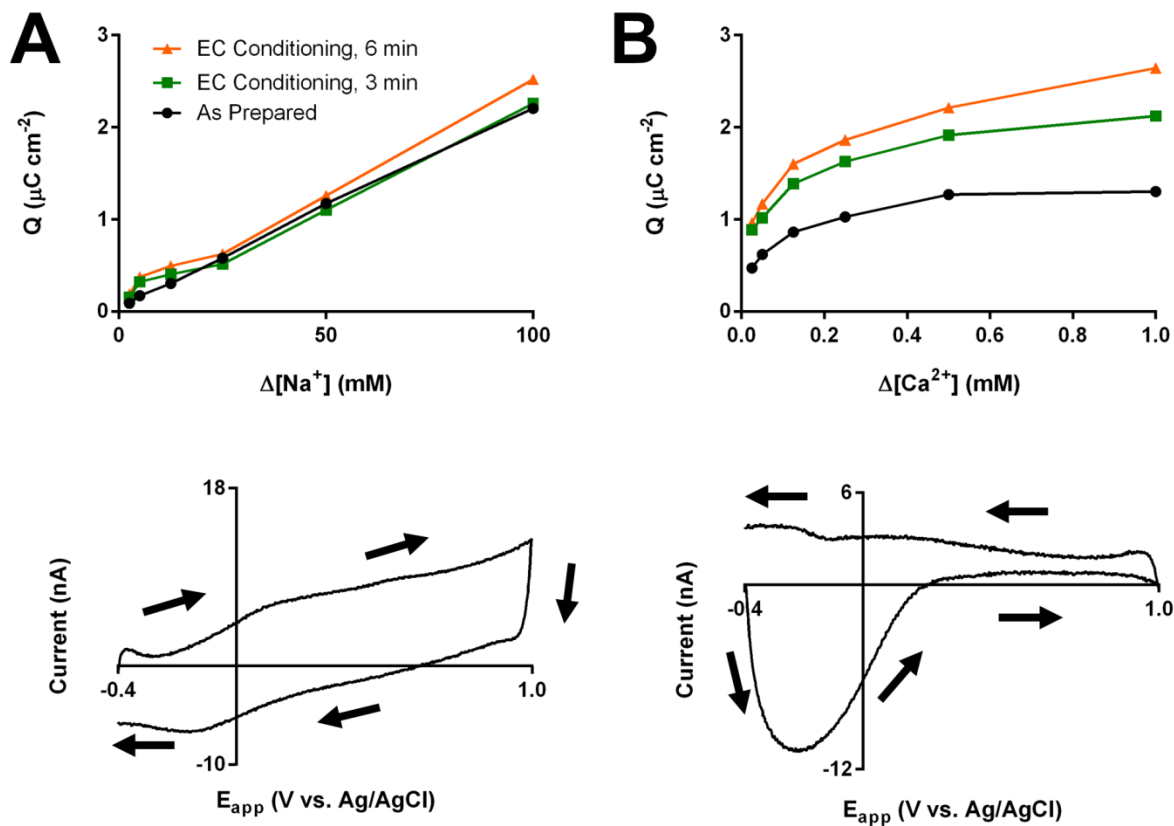 A
Q (μC cm⁻²)
3
2
1
0
EC Conditioning, 6 min
EC Conditioning, 3 min
As Prepared
0
50
100
Δ[Na⁺] (mM)
B
Q (μC cm⁻²)
3
2
1
0
0.0
0.2
0.4
0.6
0.8
1.0
Δ[Ca²⁺] (mM)
Current (nA)
18
-0.4
1.0
-10
E_app (V vs. Ag/AgCl)
Current (nA)
6
-0.4
1.0
-12
E_app (V vs. Ag/AgCl)